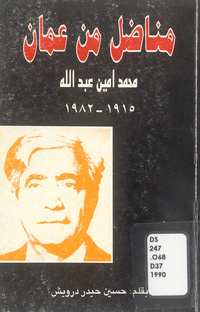 مناضل من عمان
محمد امين عبد الله
١٩١٥ - ١٩٨٢
DS
247
.O68
D37
1990
بقلم: حسين حيدر درويش